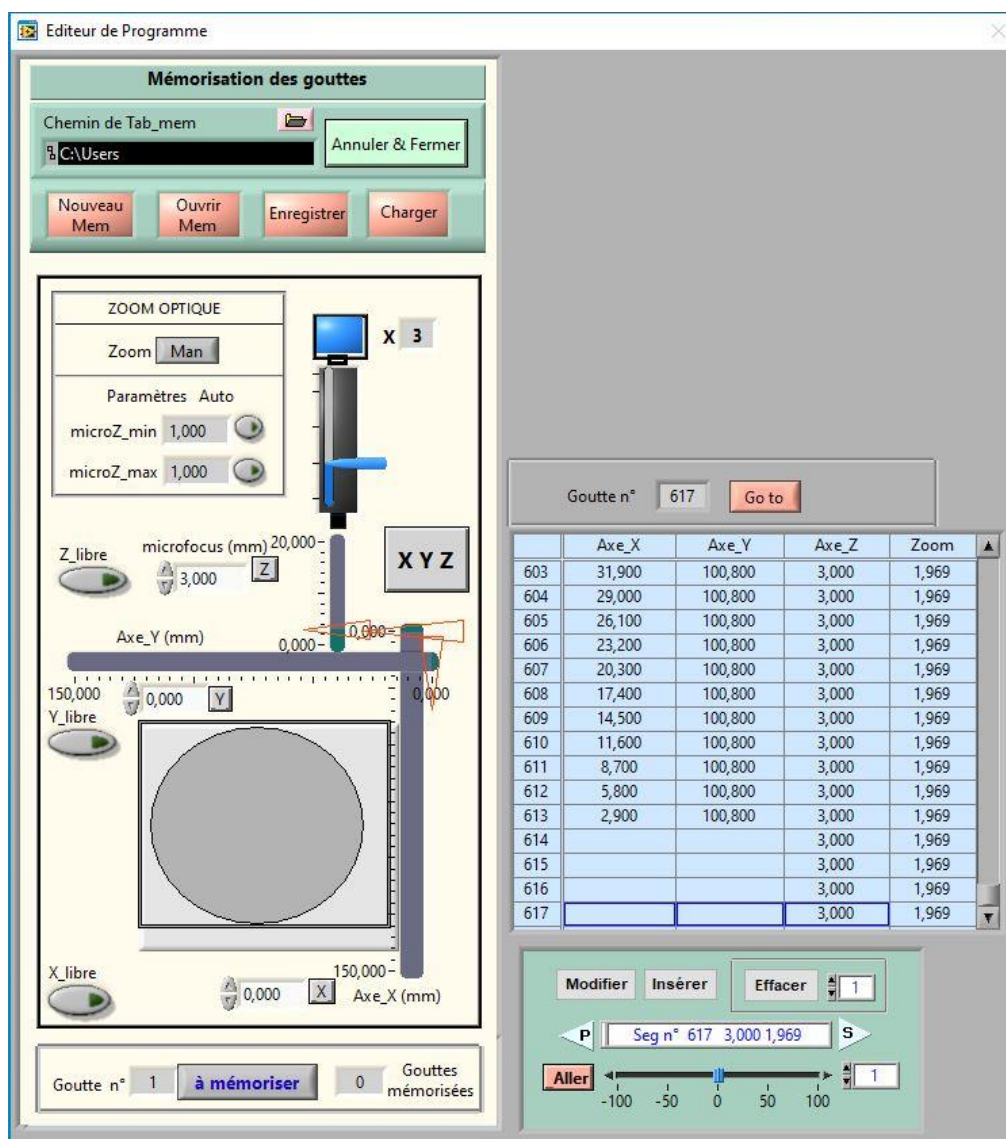 Editeur de Programme
Mémorisation des gouttes
Chemin de Tab_mem
C:\Users
Annuler & Fermer
Nouveau
Mem
Ouvrir
Mem
Enregistrer
Charger
ZOOM OPTIQUE
Zoom Man
Paramètres Auto
microZ_min 1,000
microZ_max 1,000
X 3
Z_libre
microfocus (mm)
3,000
Z
20,000
0,000
X Y Z
Axe_Y (mm)
0,000
150,000
0,000
Y
0,000
Y_libre
X_libre
0,000
X
150,000
Axe_X (mm)
Goutte n° 1
à mémoriser
0
Gouttes
mémorisées
Goutte n° 617 Go to
Axe_X Axe_Y Axe_Z Zoom
603 31,900 100,800 3,000 1,969
604 29,000 100,800 3,000 1,969
605 26,100 100,800 3,000 1,969
606 23,200 100,800 3,000 1,969
607 20,300 100,800 3,000 1,969
608 17,400 100,800 3,000 1,969
609 14,500 100,800 3,000 1,969
610 11,600 100,800 3,000 1,969
611 8,700 100,800 3,000 1,969
612 5,800 100,800 3,000 1,969
613 2,900 100,800 3,000 1,969
614 3,000 1,969
615 3,000 1,969
616 3,000 1,969
617 3,000 1,969
Modifier Insérer Effacer 1
P Seg n° 617 3,000 1,969 S
Aller
-100 -50 0 50 100
1